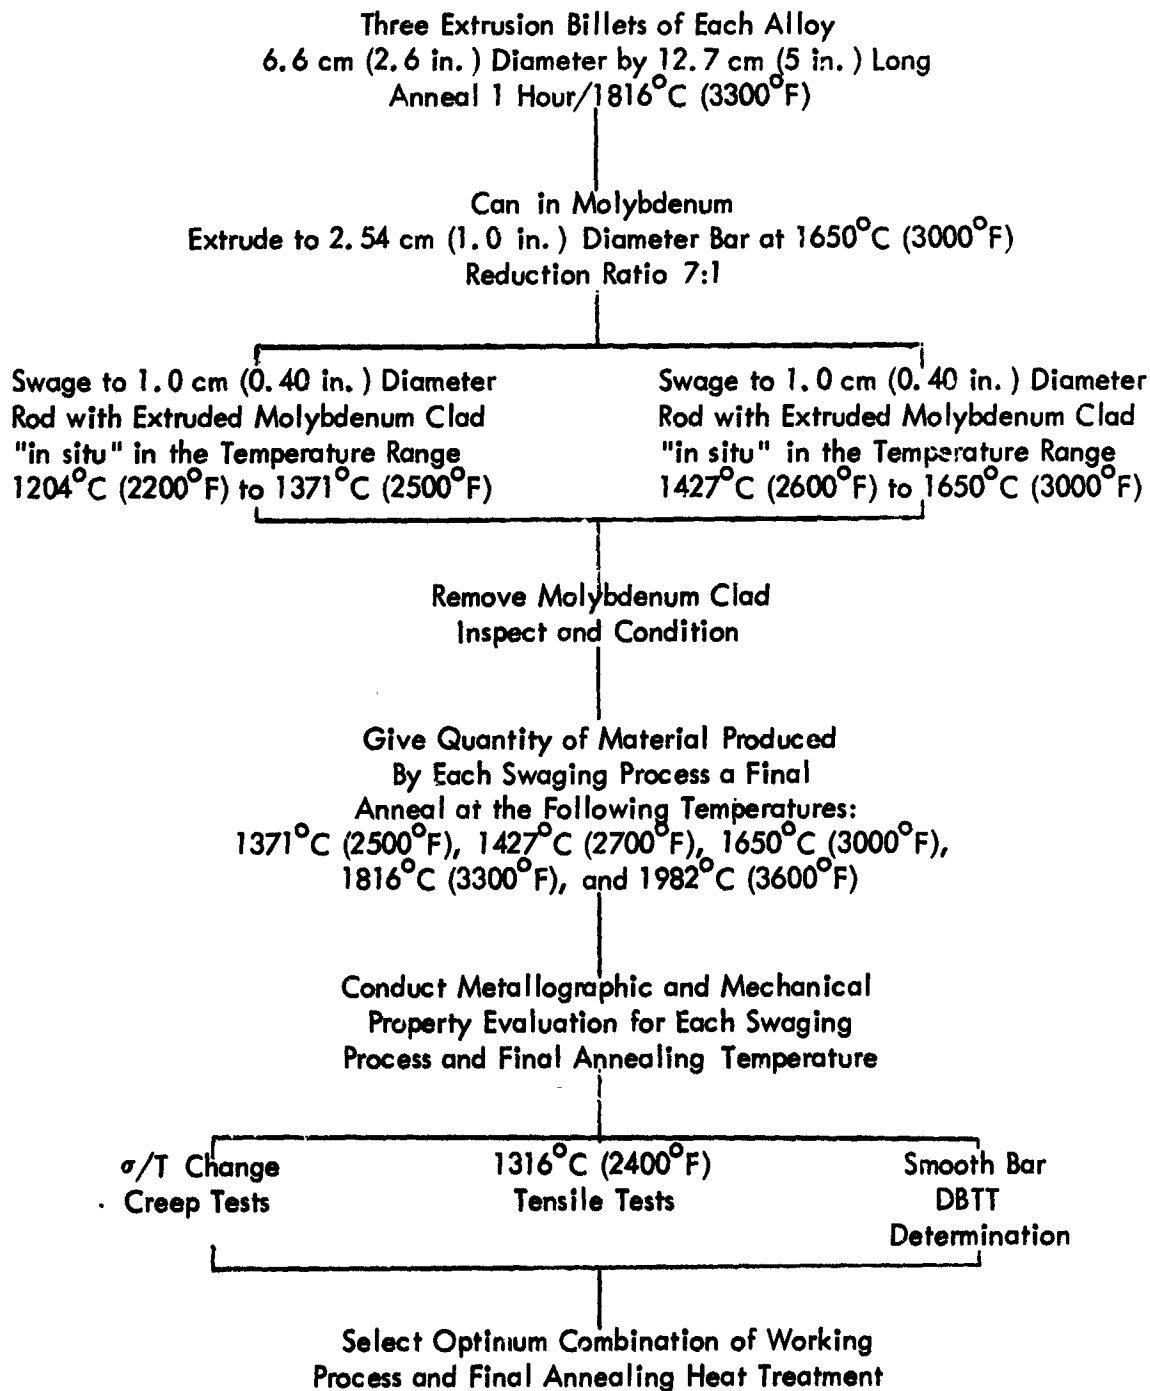 Three Extrusion Billets of Each Alloy
6.6 cm (2.6 in.) Diameter by 12.7 cm (5 in.) Long
Anneal 1 Hour/1816°C (3300°F)
Can in Molybdenum
Extrude to 2.54 cm (1.0 in.) Diameter Bar at 1650°C (3000°F)
Reduction Ratio 7:1
Swage to 1.0 cm (0.40 in.) Diameter
Rod with Extruded Molybdenum Clad
"in situ" in the Temperature Range
1204°C (2200°F) to 1371°C (2500°F)
Swage to 1.0 cm (0.40 in.) Diameter
Rod with Extruded Molybdenum Clad
"in situ" in the Temperature Range
1427°C (2600°F) to 1650°C (3000°F)
Remove Molybdenum Clad
Inspect and Condition
Give Quantity of Material Produced
By Each Swaging Process a Final
Anneal at the Following Temperatures:
1371°C (2500°F), 1427°C (2700°F), 1650°C (3000°F),
1816°C (3300°F), and 1982°C (3600°F)
Conduct Metallographic and Mechanical
Property Evaluation for Each Swaging
Process and Final Annealing Temperature
σ/T Change
Creep Tests
1316°C (2400°F)
Tensile Tests
Smooth Bar
DBTT
Determination
Select Optimum Combination of Working
Process and Final Annealing Heat Treatment